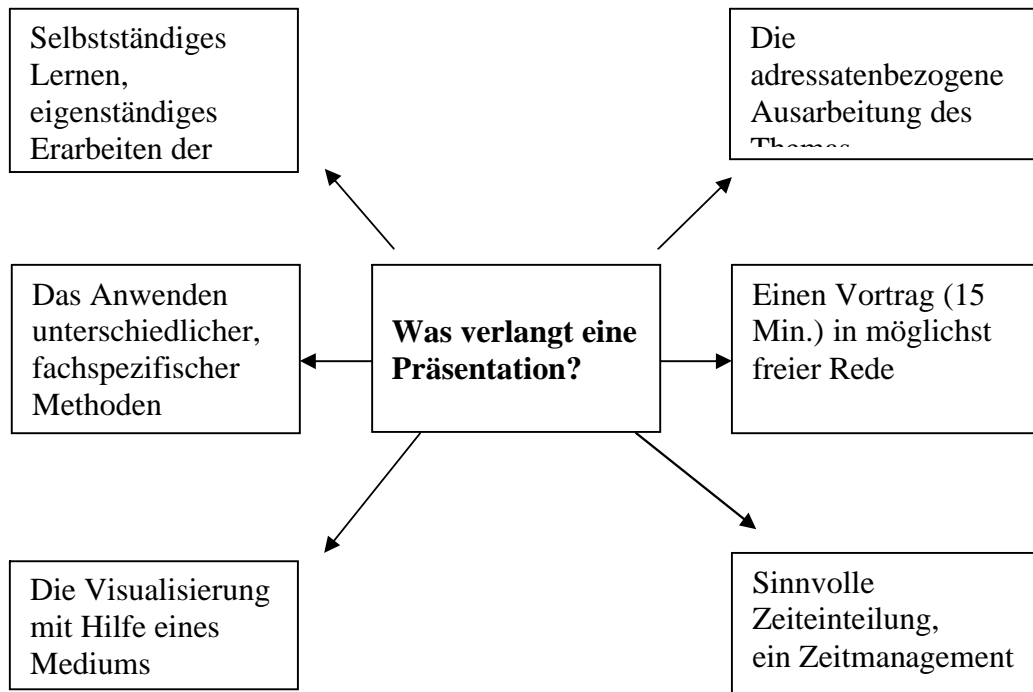 Selbstständiges
Lernen,
eigenständiges
Erarbeiten der
Die
adressatenbezogene
Ausarbeitung des
Themas
Das Anwenden
unterschiedlicher,
fachspezifischer
Methoden
Was verlangt eine
Präsentation?
Einen Vortrag (15
Min.) in möglichst
freier Rede
Die Visualisierung
mit Hilfe eines
Mediums
Sinnvolle
Zeiteinteilung,
ein Zeitmanagement